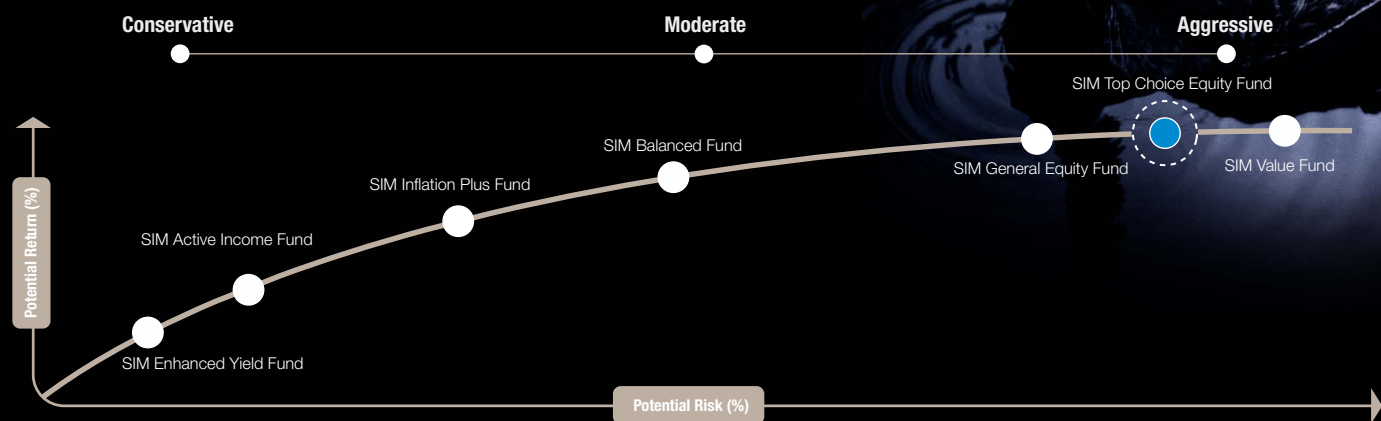 Conservative
Moderate
Aggressive
SIM Top Choice Equity Fund
SIM Balanced Fund
SIM General Equity Fund
SIM Value Fund
SIM Inflation Plus Fund
SIM Active Income Fund
SIM Enhanced Yield Fund
Potential Return (%)
Potential Risk (%)